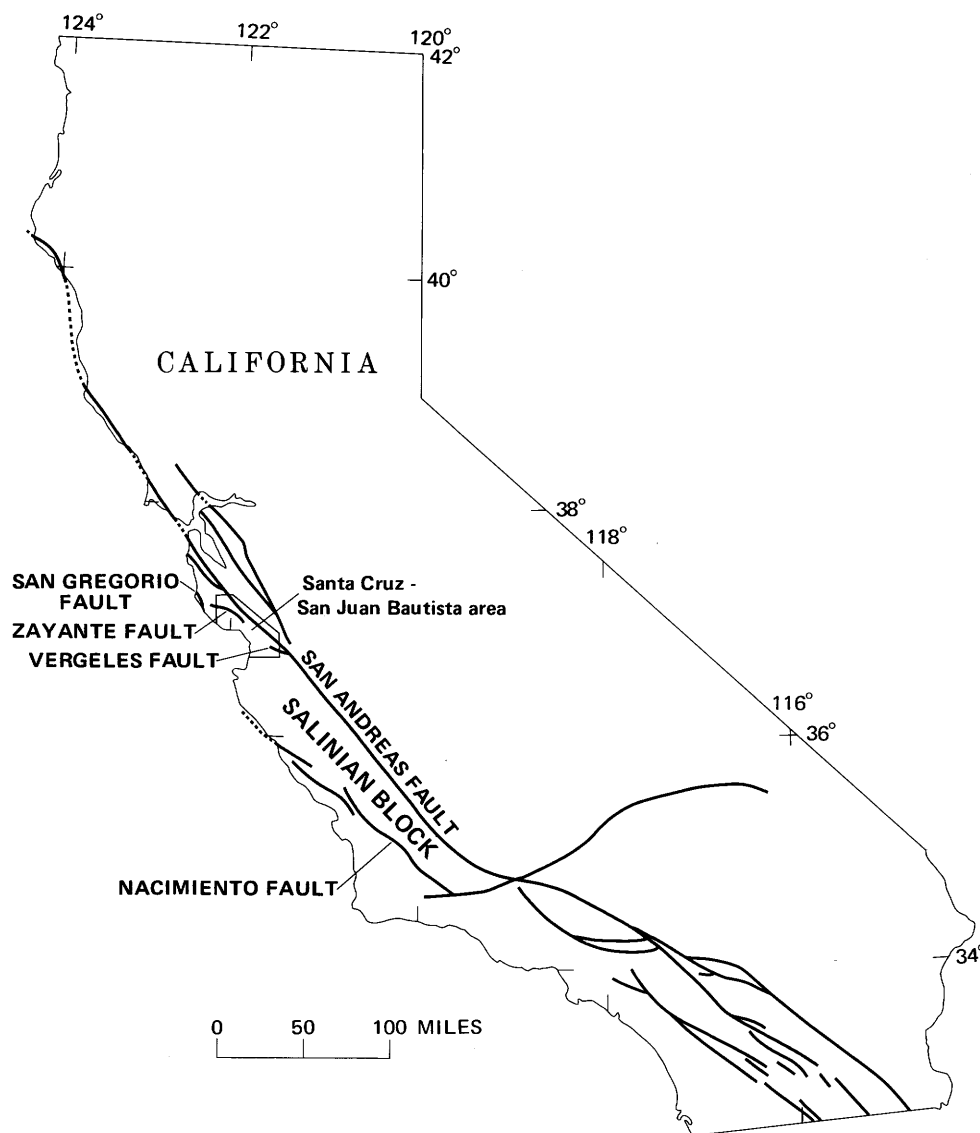 124°
122°
120°
42°
40°
CALIFORNIA
38°
118°
SAN GREGORIO
FAULT
Santa Cruz -
San Juan Bautista area
ZAYANTE FAULT
VERGELES FAULT
SAN ANDREAS FAULT
SALINIAN BLOCK
116°
36°
NACIMIENTO FAULT
34°
0 50 100 MILES